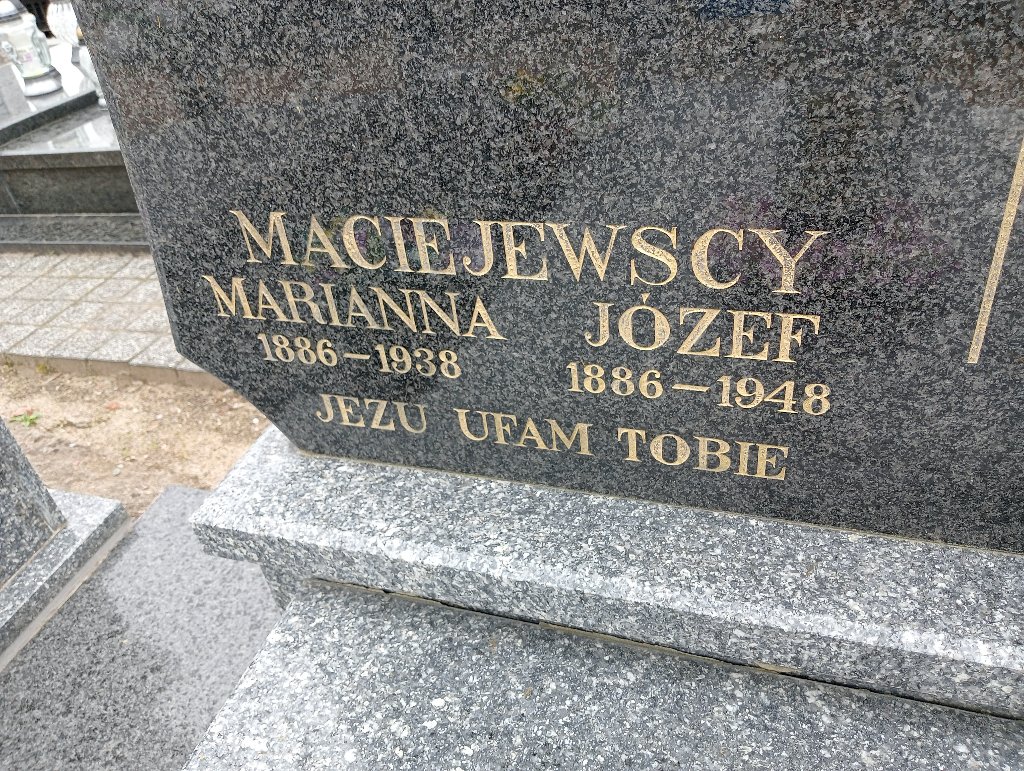 MACIEJEWSCY
MARIANNA JÓZEF
1886-1938 1886-1948
JEZU UFAM TOBIE